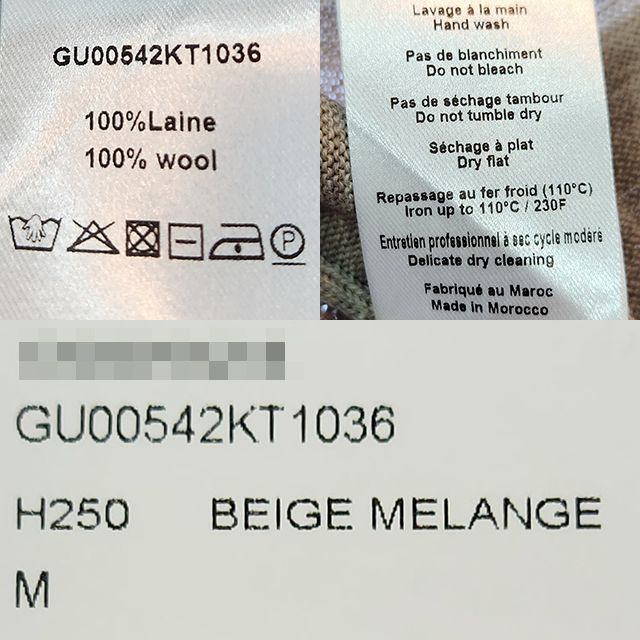 GU00542KT1036
100%Laine
100% wool
P
Lavage à la main
Hand wash
Pas de blanchiment
Do not bleach
Pas de séchage tambour
Do not tumble dry
Séchage à plat
Dry flat
Repassage au fer froid (110°C)
Iron up to 110°C / 230F
Entretien professionnel à sec cycle modéré
Delicate dry cleaning
Fabriqué au Maroc
Made in Morocco
GU00542KT1036
H250 BEIGE MELANGE
M